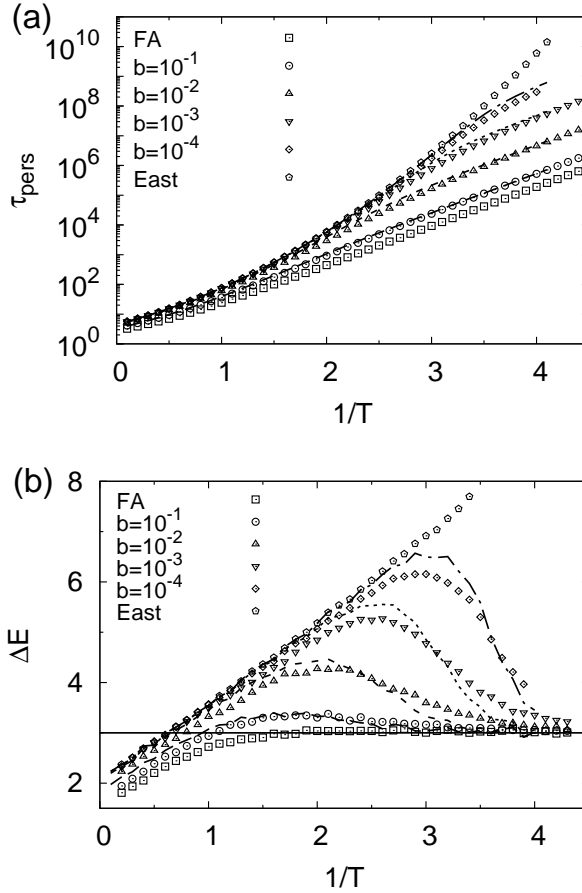 (a)
10^10
10^8
10^6
10^4
10^2
10^0
τ_pers
FA
b=10^-1
b=10^-2
b=10^-3
b=10^-4
East
0 1 2 3 4
1/T
(b)
8
6
4
2
ΔE
FA
b=10^-1
b=10^-2
b=10^-3
b=10^-4
East
0 1 2 3 4
1/T